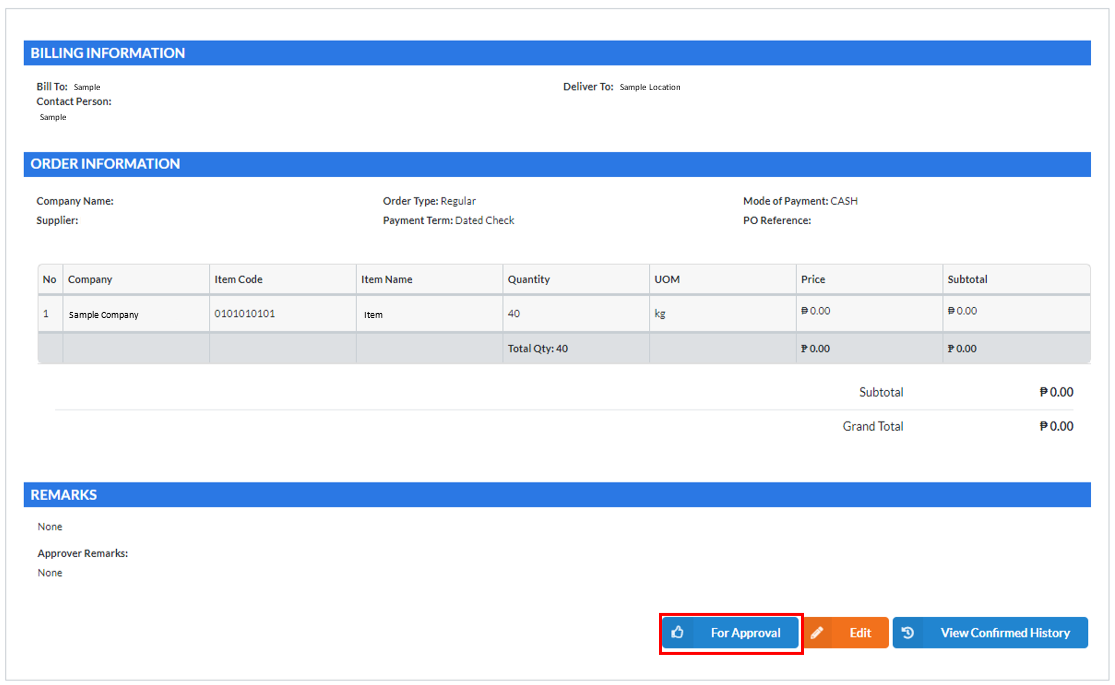 BILLING INFORMATION
Bill To: Sample Deliver To: Sample Location
Contact Person:
Sample
ORDER INFORMATION
Company Name: Order Type: Regular Mode of Payment: CASH
Supplier: Payment Term: Dated Check PO Reference:
No Company Item Code Item Name Quantity UOM Price Subtotal
1 Sample Company 0101010101 Item 40 kg ₱ 0.00 ₱ 0.00
Total Qty: 40 ₱ 0.00 ₱ 0.00
Subtotal ₱ 0.00
Grand Total ₱ 0.00
REMARKS
None
Approver Remarks:
None
For Approval Edit View Confirmed History